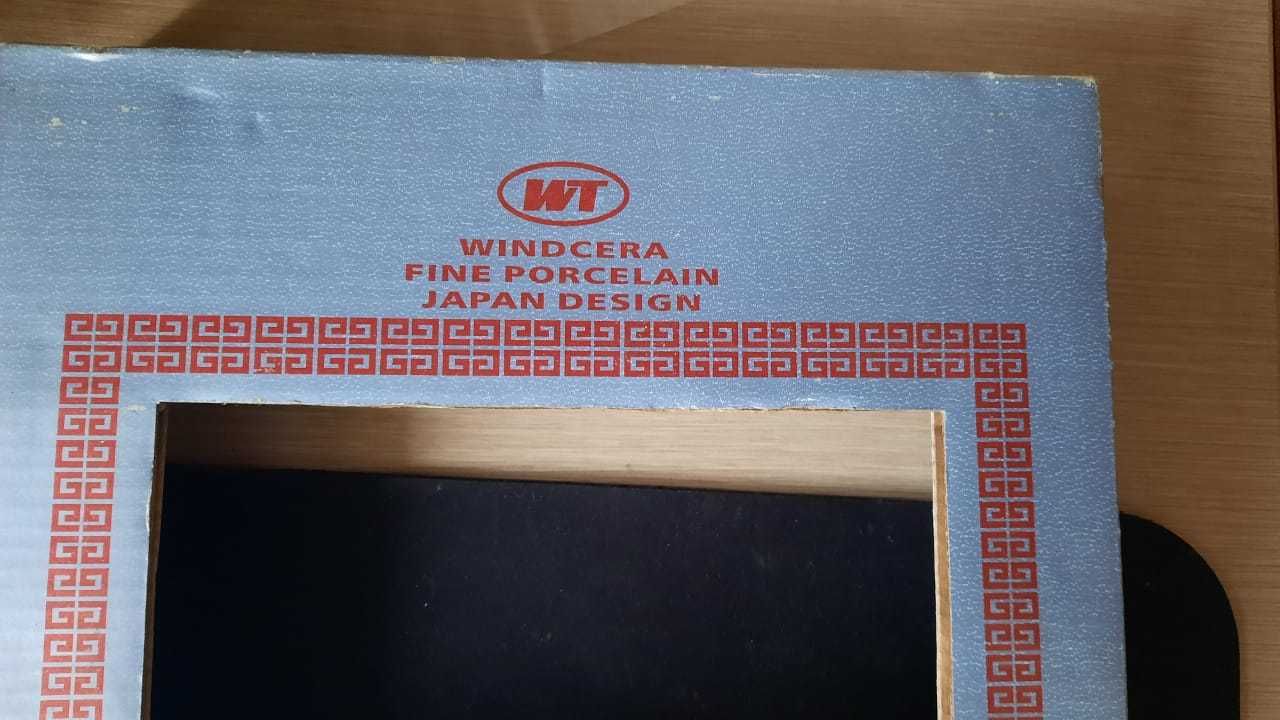 WT
WINDCERA
FINE PORCELAIN
JAPAN DESIGN